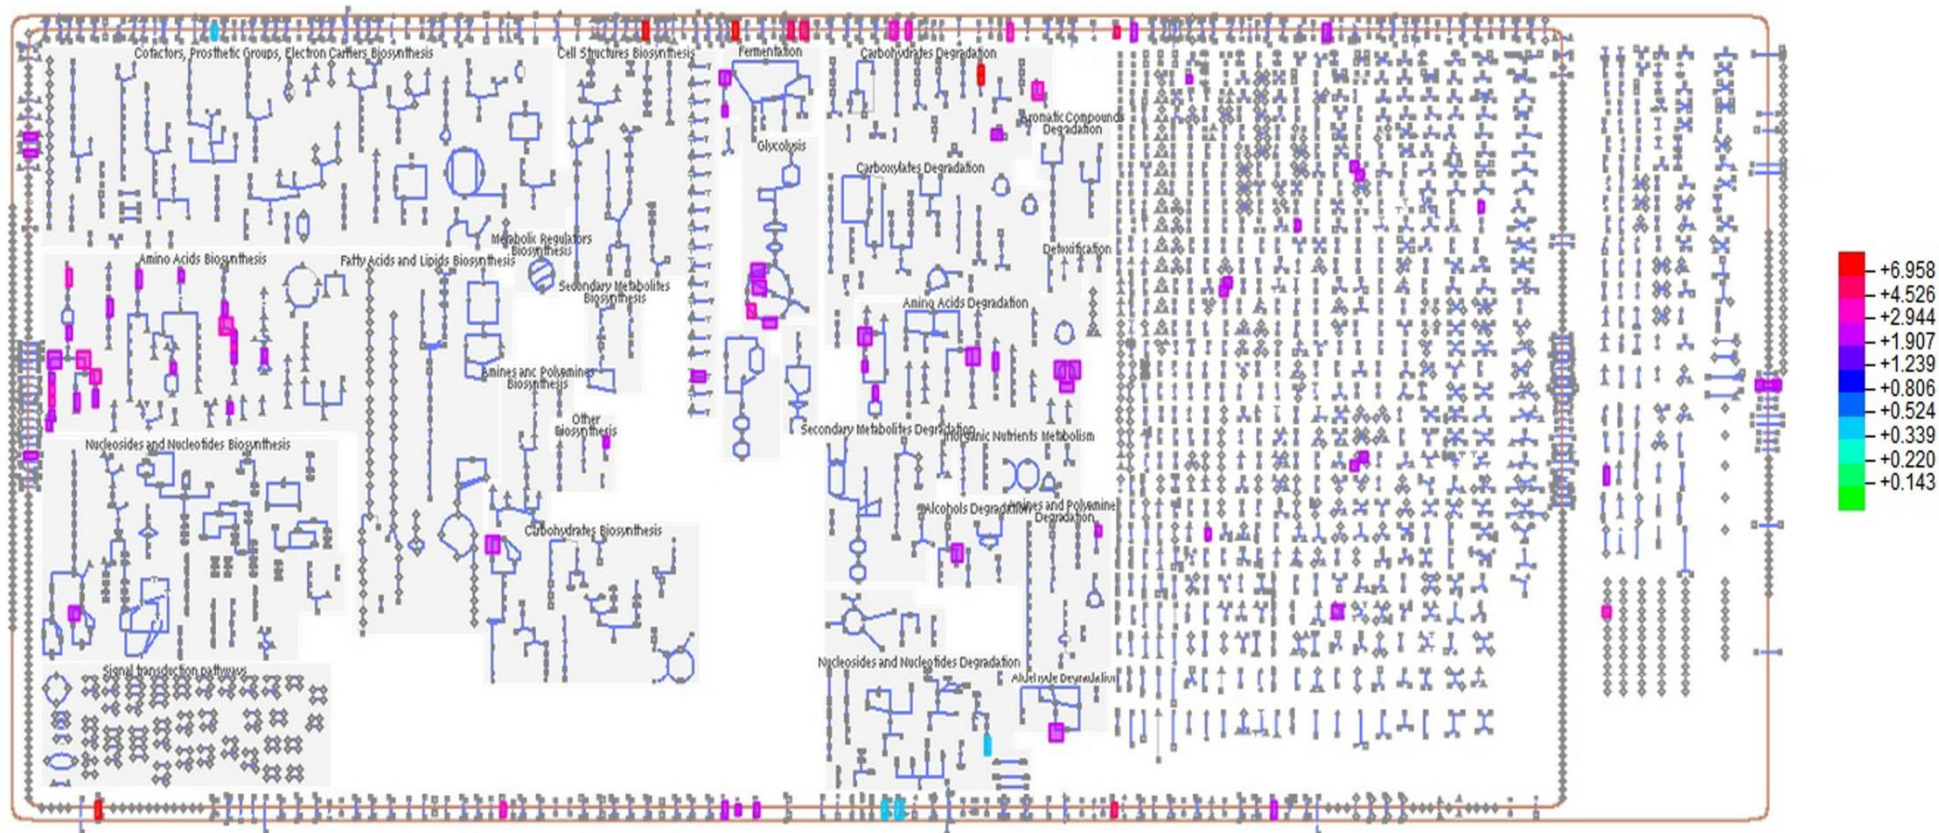 Cofactors, Prosthetic Groups, Electron Carriers Biosynthesis
Cell Structures Biosynthesis
Fermentation
Carbohydrates Degradation
Aromatic Compounds
Degradation
Glycolysis
Carboxylates Degradation
Metabolic Regulators
Biosynthesis
Detoxification
Amino Acids Biosynthesis
Fatty Acids and Lipids Biosynthesis
Secondary Metabolites
Biosynthesis
Amino Acids Degradation
Amines and Polyamines
Biosynthesis
Other
Biosynthesis
Nucleosides and Nucleotides Biosynthesis
Secondary Metabolites Degradation
Inorganic Nutrients Metabolism
Alcohols Degradation
Amines and Polyamine
Degradation
Carbohydrates Biosynthesis
Signal transduction pathways
Nucleosides and Nucleotides Degradation
Aldehyde Degradation
+6.958
+4.526
+2.944
+1.907
+1.239
+0.806
+0.524
+0.339
+0.220
+0.143